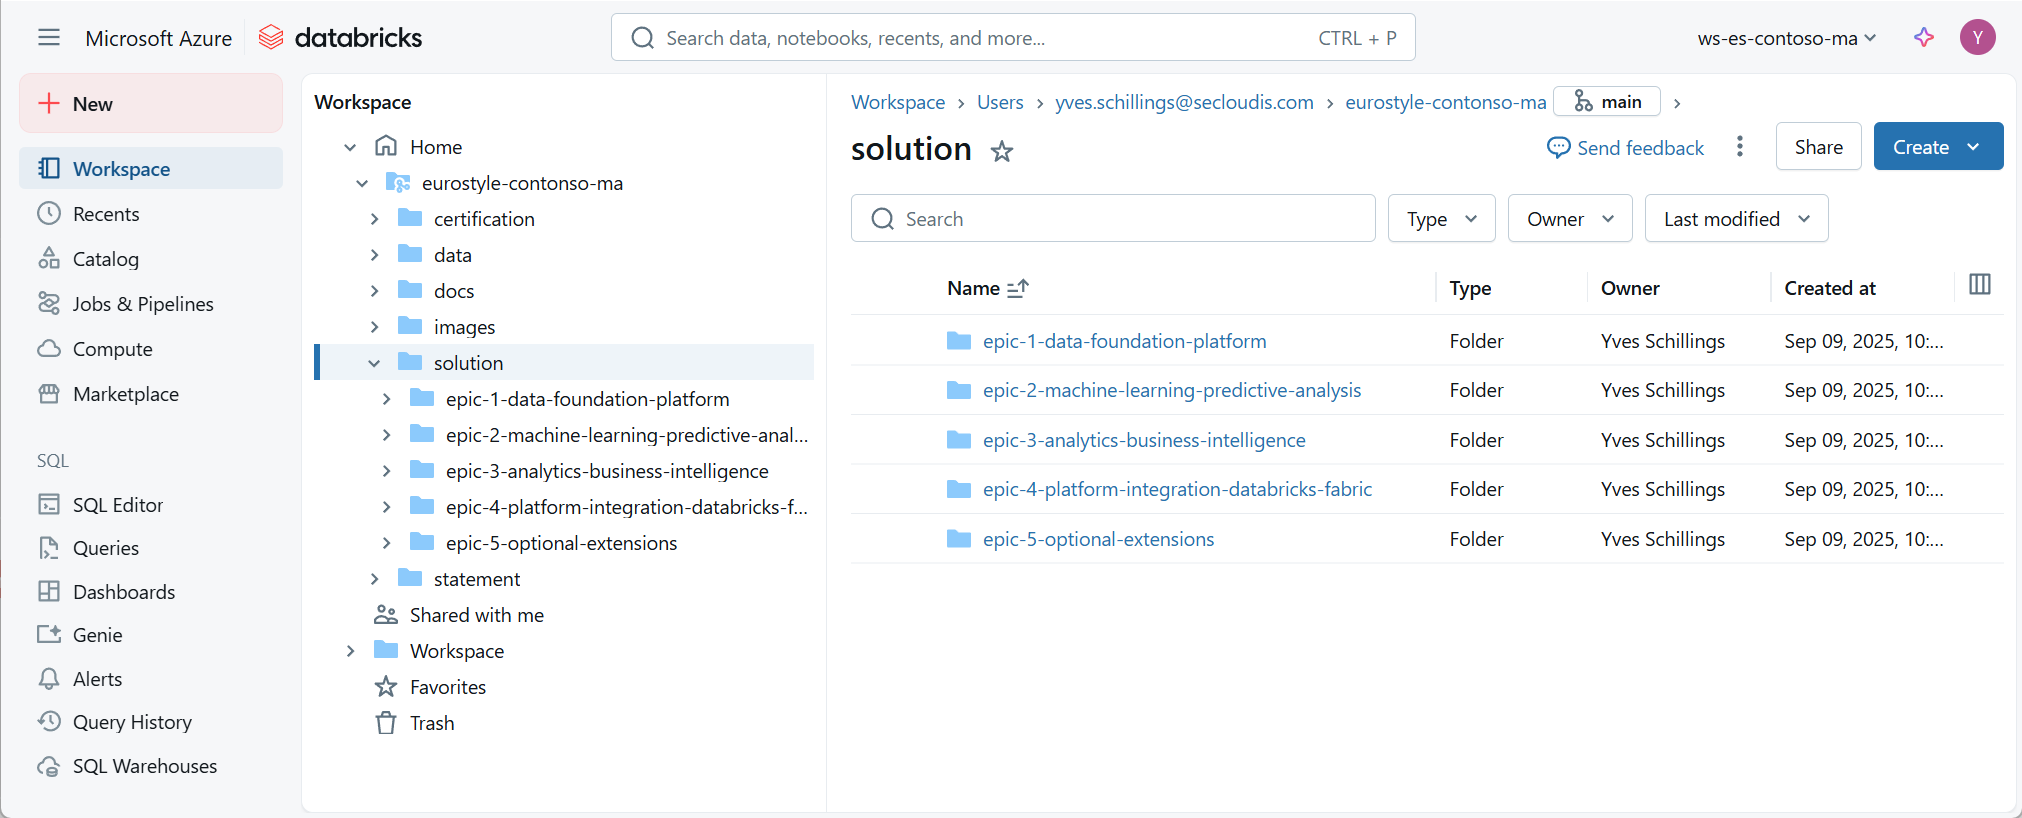 Microsoft Azure databricks
Search data, notebooks, recents, and more... CTRL + P
ws-es-contoso-ma
Y
New
Workspace
Recents
Catalog
Jobs & Pipelines
Compute
Marketplace
SQL
SQL Editor
Queries
Dashboards
Genie
Alerts
Query History
SQL Warehouses
Workspace
Home
eurostyle-contonso-ma
certification
data
docs
images
solution
epic-1-data-foundation-platform
epic-2-machine-learning-predictive-anal...
epic-3-analytics-business-intelligence
epic-4-platform-integration-databricks-f...
epic-5-optional-extensions
statement
Shared with me
Workspace
Favorites
Trash
Workspace > Users > yves.schillings@secloudis.com > eurostyle-contonso-ma main >
solution
Send feedback
Share
Create
Search
Type
Owner
Last modified
Name Type Owner Created at
epic-1-data-foundation-platform Folder Yves Schillings Sep 09, 2025, 10:...
epic-2-machine-learning-predictive-analysis Folder Yves Schillings Sep 09, 2025, 10:...
epic-3-analytics-business-intelligence Folder Yves Schillings Sep 09, 2025, 10:...
epic-4-platform-integration-databricks-fabric Folder Yves Schillings Sep 09, 2025, 10:...
epic-5-optional-extensions Folder Yves Schillings Sep 09, 2025, 10:...